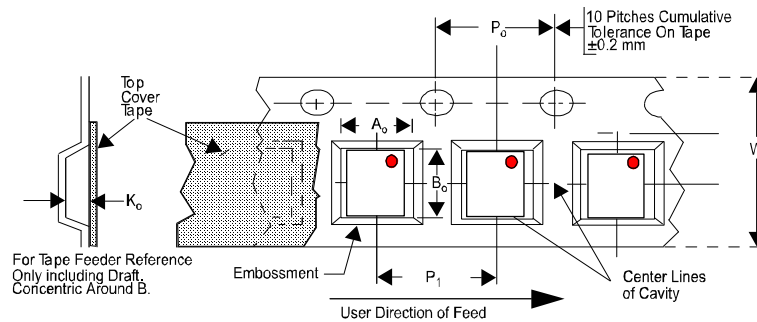 10 Pitches Cumulative
Tolerance On Tape
±0.2 mm
Po
Top
Cover
Tape
Ao
W
Bo
Ko
For Tape Feeder Reference
Only including Draft.
Concentric Around B.
Embossment
P1
Center Lines
of Cavity
User Direction of Feed